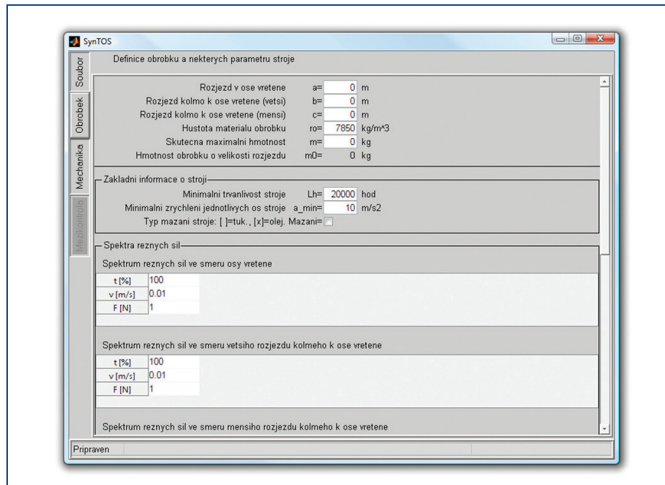 SynTOS
Soubor
Obrobek
Mechanika
Definice obrobku a nekterych parametru stroje
Rozjezd v ose vretene a= 0 m
Rozjezd kolmo k ose vretene (vetsi) b= 0 m
Rozjezd kolmo k ose vretene (mensi) c= 0 m
Hustota materialu obrobku ro= 7850 kg/m^3
Skutecna maximalni hmotnost m= 0 kg
Hmotnost obrobku o velikosti rozjezdu m0= 0 kg
Zakladni informace o stroji
Minimalni trvanlivost stroje Lh= 20000 hod
Minimalni zrychleni jednotlivych os stroje a_min= 10 m/s2
Typ mazani stroje: [ ]=tuk., [x]=olej. Mazani=
Spektra reznych sil
Spektrum reznych sil ve smeru osy vretene
t [%] 100
v [m/s] 0.01
F [N] 1
Spektrum reznych sil ve smeru vetsiho rozjezdu kolmeho k ose vretene
t [%] 100
v [m/s] 0.01
F [N] 1
Spektrum reznych sil ve smeru mensiho rozjezdu kolmeho k ose vretene
Pripraven